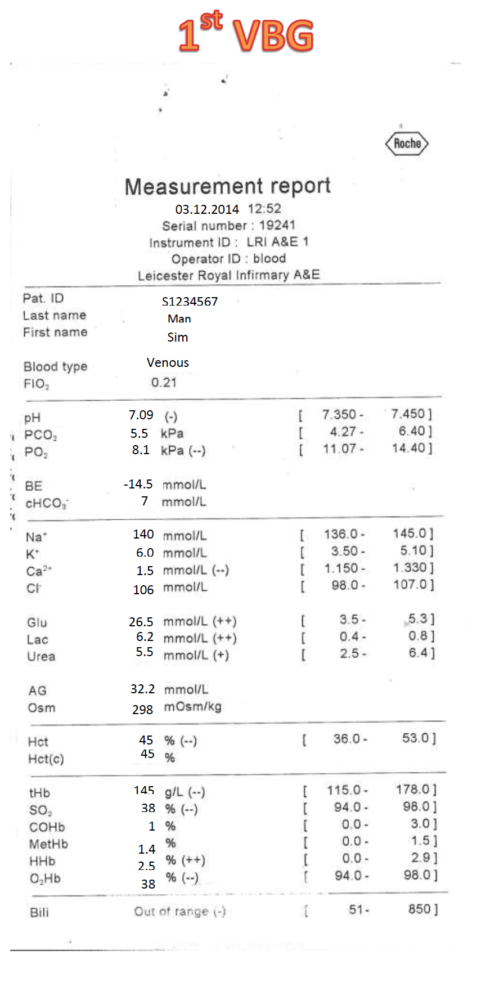 1st VBG
Roche
Measurement report
03.12.2014 12:52
Serial number : 19241
Instrument ID : LRI A&E 1
Operator ID : blood
Leicester Royal Infirmary A&E
Pat. ID S1234567
Last name Man
First name Sim
Blood type Venous
FIO₂ 0.21
pH 7.09 (-) [ 7.350 - 7.450 ]
PCO₂ 5.5 kPa [ 4.27 - 6.40 ]
PO₂ 8.1 kPa (--) [ 11.07 - 14.40 ]
BE -14.5 mmol/L
cHCO₃⁻ 7 mmol/L
Na⁺ 140 mmol/L [ 136.0 - 145.0 ]
K⁺ 6.0 mmol/L [ 3.50 - 5.10 ]
Ca²⁺ 1.5 mmol/L (--) [ 1.150 - 1.330 ]
Cl⁻ 106 mmol/L [ 98.0 - 107.0 ]
Glu 26.5 mmol/L (++) [ 3.5 - 5.3 ]
Lac 6.2 mmol/L (++) [ 0.4 - 0.8 ]
Urea 5.5 mmol/L (+) [ 2.5 - 6.4 ]
AG 32.2 mmol/L
Osm 298 mOsm/kg
Hct 45 % (--) [ 36.0 - 53.0 ]
Hct(c) 45 %
tHb 145 g/L (--) [ 115.0 - 178.0 ]
SO₂ 38 % (--) [ 94.0 - 98.0 ]
COHb 1 % [ 0.0 - 3.0 ]
MetHb 1.4 % [ 0.0 - 1.5 ]
HHb 2.5 % (++) [ 0.0 - 2.9 ]
O₂Hb 38 % (--) [ 94.0 - 98.0 ]
Bili Out of range (-) [ 51 - 850 ]